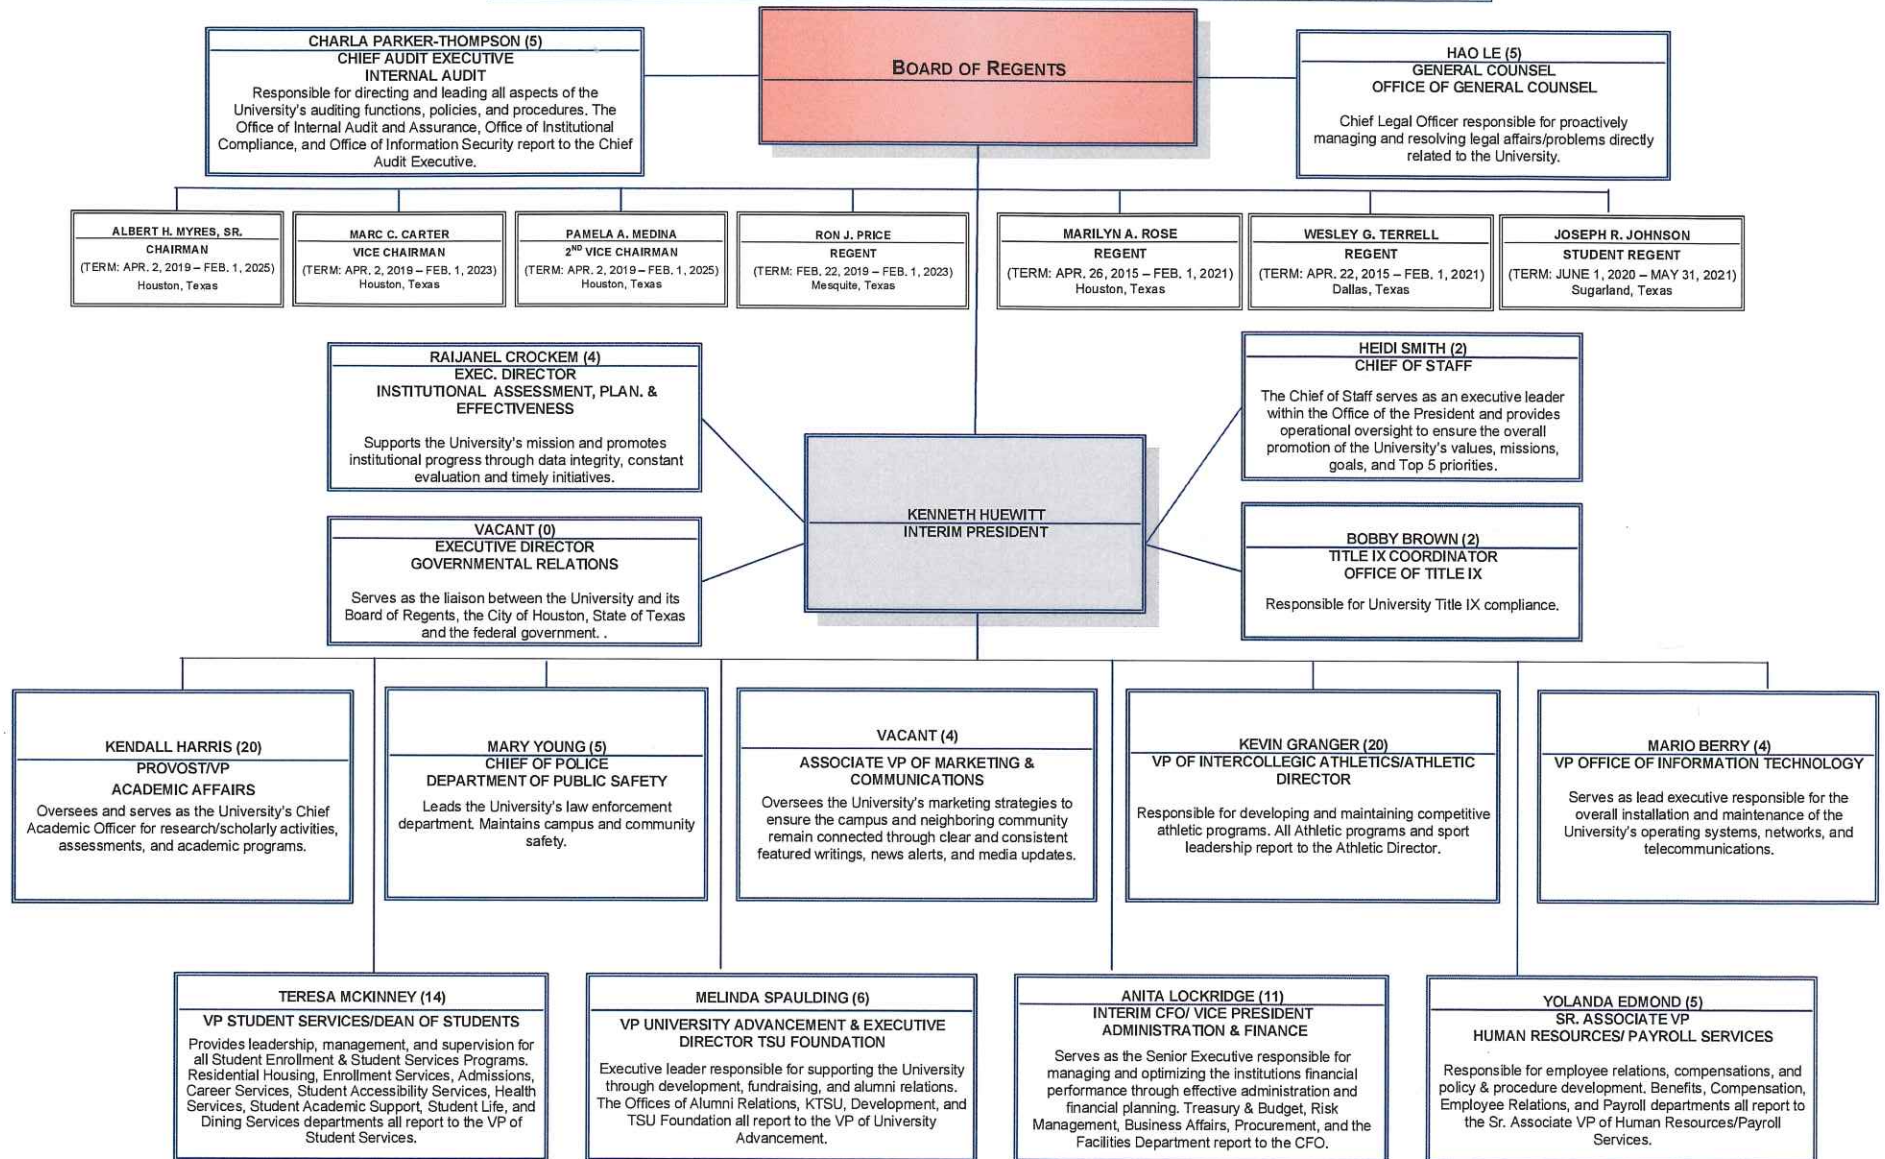 CHARLA PARKER-THOMPSON (5)
CHIEF AUDIT EXECUTIVE
INTERNAL AUDIT
Responsible for directing and leading all aspects of the
University's auditing functions, policies, and procedures. The
Office of Internal Audit and Assurance, Office of Institutional
Compliance, and Office of Information Security report to the Chief
Audit Executive.
BOARD OF REGENTS
HAO LE (5)
GENERAL COUNSEL
OFFICE OF GENERAL COUNSEL
Chief Legal Officer responsible for proactively
managing and resolving legal affairs/problems directly
related to the University.
ALBERT H. MYRES, SR.
CHAIRMAN
(TERM: APR. 2, 2019 – FEB. 1, 2025)
Houston, Texas
MARC C. CARTER
VICE CHAIRMAN
(TERM: APR. 2, 2019 – FEB. 1, 2023)
Houston, Texas
PAMELA A. MEDINA
2ND VICE CHAIRMAN
(TERM: APR. 2, 2019 – FEB. 1, 2025)
Houston, Texas
RON J. PRICE
REGENT
(TERM: FEB. 22, 2019 – FEB. 1, 2023)
Mesquite, Texas
MARILYN A. ROSE
REGENT
(TERM: APR. 26, 2015 – FEB. 1, 2021)
Houston, Texas
WESLEY G. TERRELL
REGENT
(TERM: APR. 22, 2015 – FEB. 1, 2021)
Dallas, Texas
JOSEPH R. JOHNSON
STUDENT REGENT
(TERM: JUNE 1, 2020 – MAY 31, 2021)
Sugarland, Texas
RAIJANEL CROCKEM (4)
EXEC. DIRECTOR
INSTITUTIONAL ASSESSMENT, PLAN. &
EFFECTIVENESS
Supports the University's mission and promotes
institutional progress through data integrity, constant
evaluation and timely initiatives.
HEIDI SMITH (2)
CHIEF OF STAFF
The Chief of Staff serves as an executive leader
within the Office of the President and provides
operational oversight to ensure the overall
promotion of the University's values, missions,
goals, and Top 5 priorities.
KENNETH HUEWITT
INTERIM PRESIDENT
VACANT (0)
EXECUTIVE DIRECTOR
GOVERNMENTAL RELATIONS
Serves as the liaison between the University and its
Board of Regents, the City of Houston, State of Texas
and the federal government. .
BOBBY BROWN (2)
TITLE IX COORDINATOR
OFFICE OF TITLE IX
Responsible for University Title IX compliance.
KENDALL HARRIS (20)
PROVOST/VP
ACADEMIC AFFAIRS
Oversees and serves as the University's Chief
Academic Officer for research/scholarly activities,
assessments, and academic programs.
MARY YOUNG (5)
CHIEF OF POLICE
DEPARTMENT OF PUBLIC SAFETY
Leads the University's law enforcement
department. Maintains campus and community
safety.
VACANT (4)
ASSOCIATE VP OF MARKETING &
COMMUNICATIONS
Oversees the University's marketing strategies to
ensure the campus and neighboring community
remain connected through clear and consistent
featured writings, news alerts, and media updates.
KEVIN GRANGER (20)
VP OF INTERCOLLEGIC ATHLETICS/ATHLETIC
DIRECTOR
Responsible for developing and maintaining competitive
athletic programs. All Athletic programs and sport
leadership report to the Athletic Director.
MARIO BERRY (4)
VP OFFICE OF INFORMATION TECHNOLOGY
Serves as lead executive responsible for the
overall installation and maintenance of the
University's operating systems, networks, and
telecommunications.
TERESA MCKINNEY (14)
VP STUDENT SERVICES/DEAN OF STUDENTS
Provides leadership, management, and supervision for
all Student Enrollment & Student Services Programs.
Residential Housing, Enrollment Services, Admissions,
Career Services, Student Accessibility Services, Health
Services, Student Academic Support, Student Life, and
Dining Services departments all report to the VP of
Student Services.
MELINDA SPAULDING (6)
VP UNIVERSITY ADVANCEMENT & EXECUTIVE
DIRECTOR TSU FOUNDATION
Executive leader responsible for supporting the University
through development, fundraising, and alumni relations.
The Offices of Alumni Relations, KTSU, Development, and
TSU Foundation all report to the VP of University
Advancement.
ANITA LOCKRIDGE (11)
INTERIM CFO/ VICE PRESIDENT
ADMINISTRATION & FINANCE
Serves as the Senior Executive responsible for
managing and optimizing the institutions financial
performance through effective administration and
financial planning. Treasury & Budget, Risk
Management, Business Affairs, Procurement, and the
Facilities Department report to the CFO.
YOLANDA EDMOND (5)
SR. ASSOCIATE VP
HUMAN RESOURCES/ PAYROLL SERVICES
Responsible for employee relations, compensations, and
policy & procedure development. Benefits, Compensation,
Employee Relations, and Payroll departments all report to
the Sr. Associate VP of Human Resources/Payroll
Services.